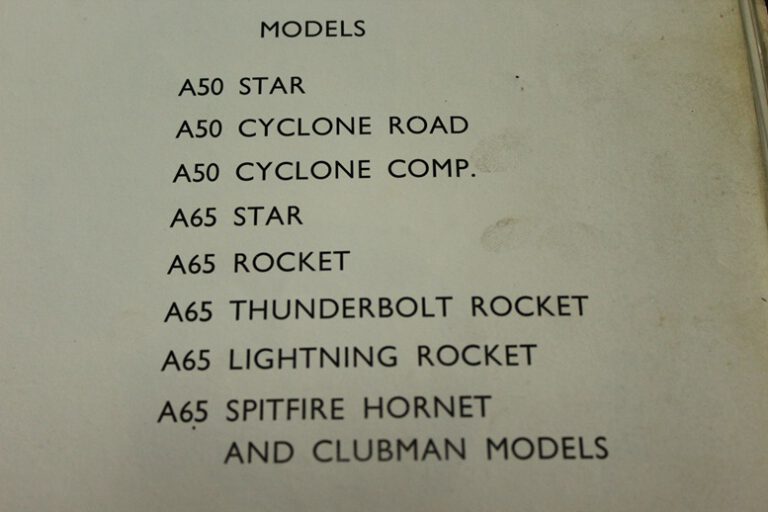 MODELS
A50 STAR
A50 CYCLONE ROAD
A50 CYCLONE COMP.
A65 STAR
A65 ROCKET
A65 THUNDERBOLT ROCKET
A65 LIGHTNING ROCKET
A65 SPITFIRE HORNET
AND CLUBMAN MODELS